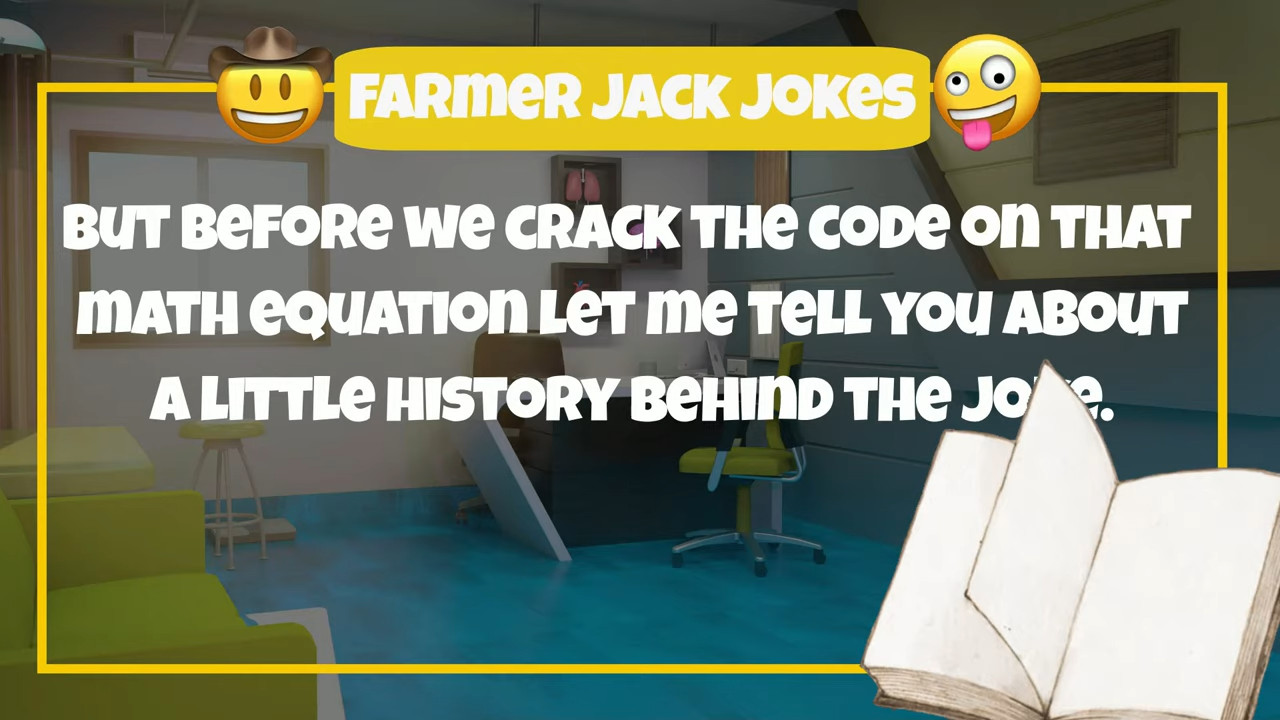 FARMER JACK JOKES
BUT BEFORE WE CRACK THE CODE ON THAT
MATH EQUATION LET ME TELL YOU ABOUT
A LITTLE HISTORY BEHIND THE JOKE.